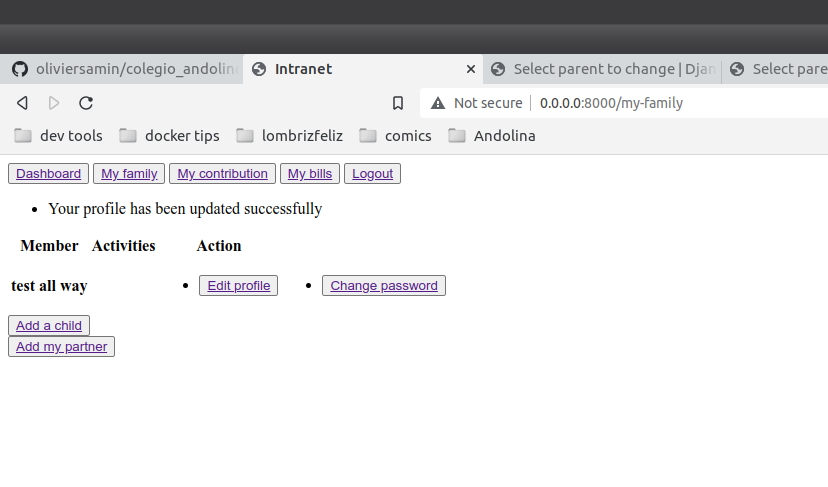 oliviersamin/colegio_andolin
Intranet
Select parent to change | Djan
Select pare
Not secure
0.0.0.0:8000/my-family
dev tools
docker tips
lombrizfeliz
comics
Andolina
Dashboard
My family
My contribution
My bills
Logout
Your profile has been updated successfully
Member Activities Action
test all way
Edit profile
Change password
Add a child
Add my partner